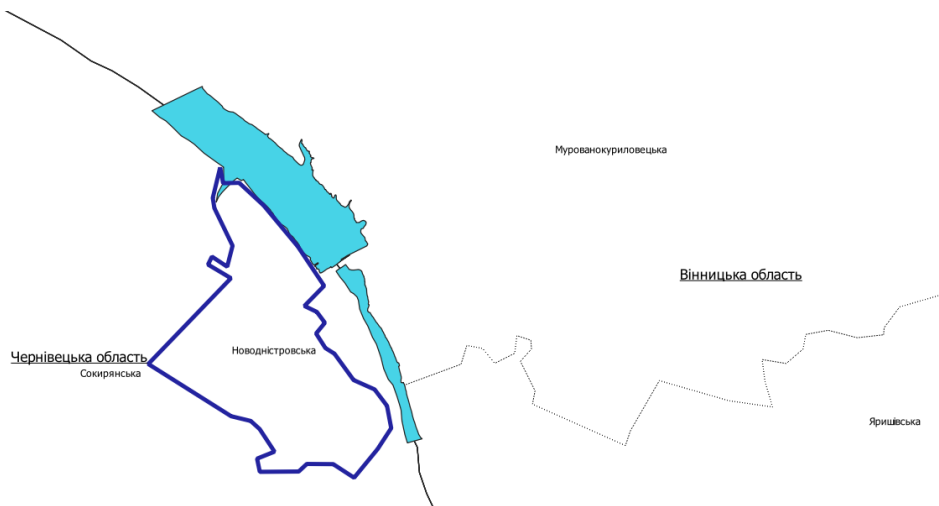 Мурованокуриловецька
Вінницька область
Новодністровська
Чернівецька область
Сокирянська
Яришівська